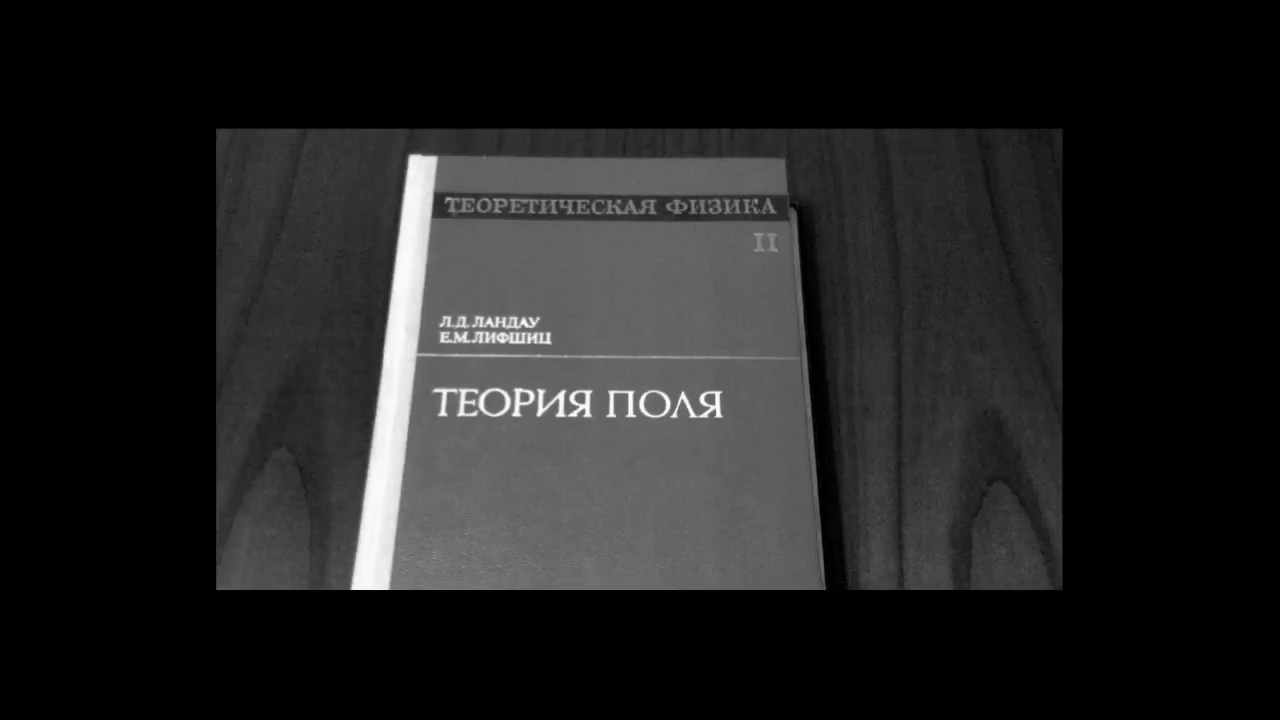 ТЕОРЕТИЧЕСКАЯ ФИЗИКА
II
Л.Д. ЛАНДАУ
Е.М. ЛИФШИЦ
ТЕОРИЯ ПОЛЯ